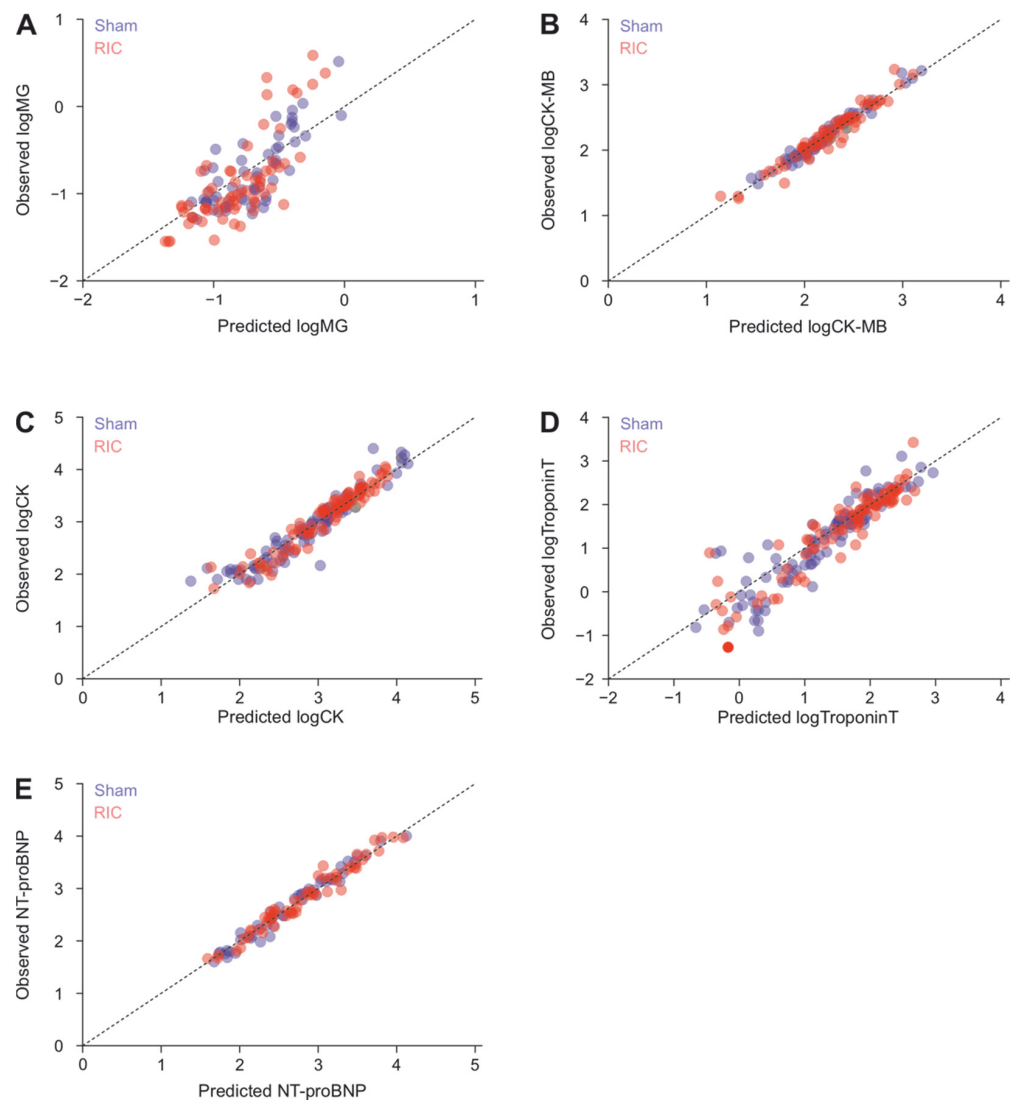 A
Sham
RIC
1
0
−1
−2
Observed logMG
−2
−1
0
1
Predicted logMG
B
Sham
RIC
4
3
2
1
0
Observed logCK-MB
0
1
2
3
4
Predicted logCK-MB
C
Sham
RIC
5
4
3
2
1
0
Observed logCK
0
1
2
3
4
5
Predicted logCK
D
Sham
RIC
4
3
2
1
0
−1
−2
Observed logTroponinT
−2
−1
0
1
2
3
4
Predicted logTroponinT
E
Sham
RIC
5
4
3
2
1
0
Observed NT-proBNP
0
1
2
3
4
5
Predicted NT-proBNP